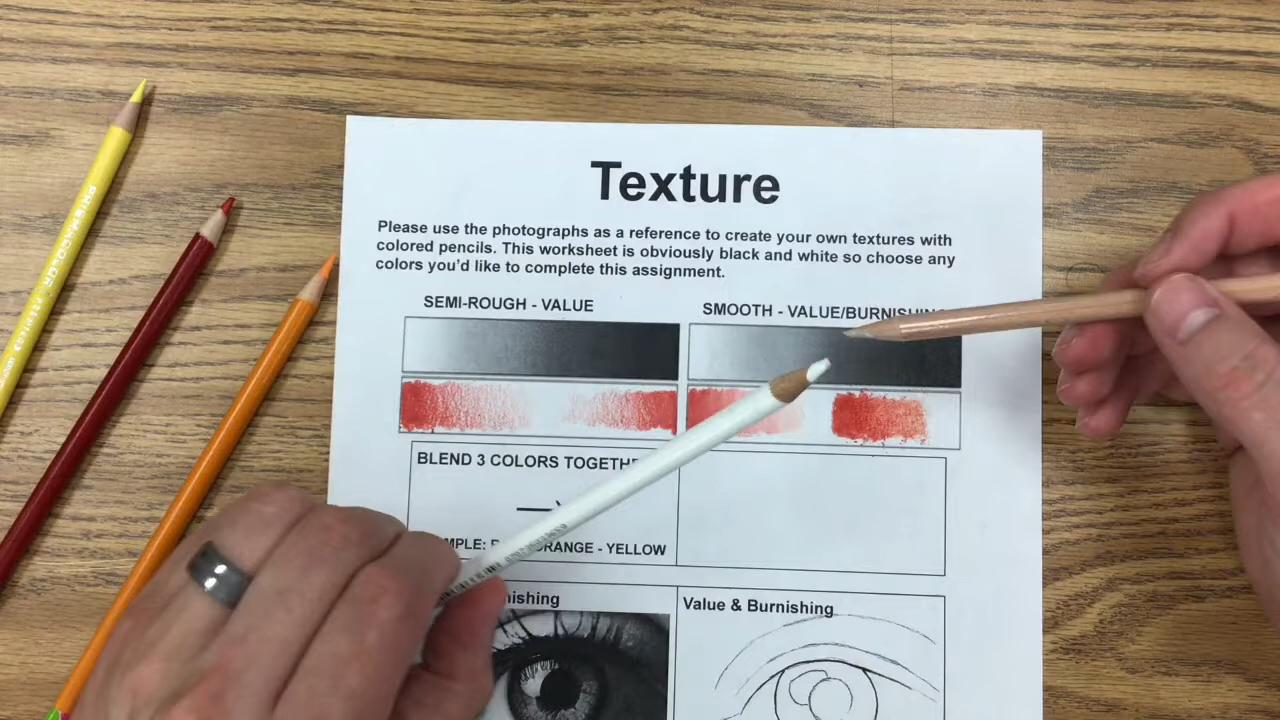 Texture
Please use the photographs as a reference to create your own textures with
colored pencils. This worksheet is obviously black and white so choose any
colors you'd like to complete this assignment.
SEMI-ROUGH - VALUE
SMOOTH - VALUE/BURNISHING
BLEND 3 COLORS TOGETHER
ORANGE - YELLOW
Value & Burnishing
PRISMACOLOR